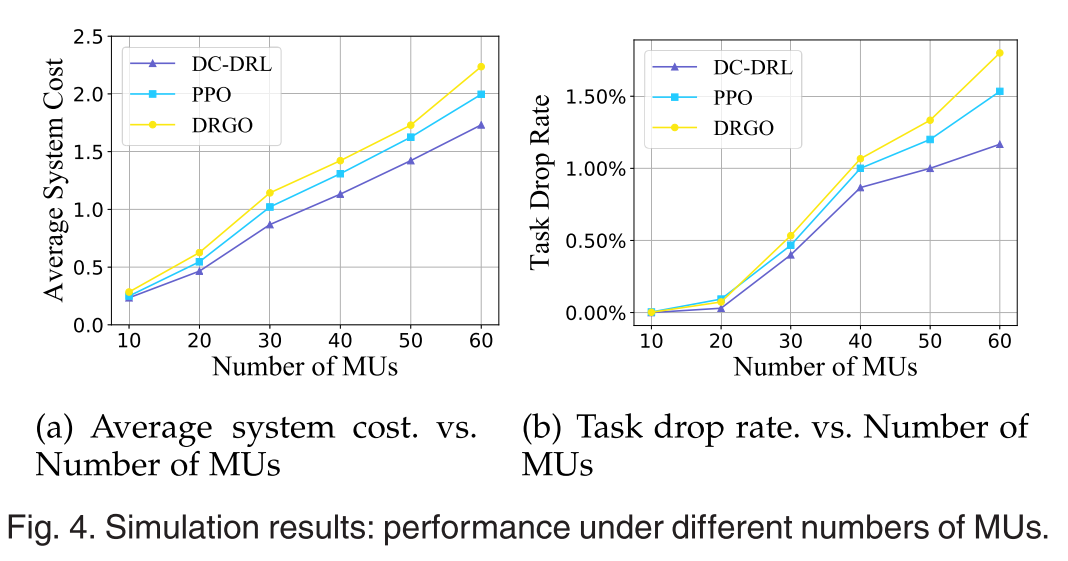 2.5
2.0
1.5
1.0
0.5
0.0
Average System Cost
DC-DRL
PPO
DRGO
10 20 30 40 50 60
Number of MUs
1.50%
1.00%
0.50%
0.00%
Task Drop Rate
DC-DRL
PPO
DRGO
10 20 30 40 50 60
Number of MUs
(a) Average system cost. vs.
Number of MUs
(b) Task drop rate. vs. Number of
MUs
Fig. 4. Simulation results: performance under different numbers of MUs.